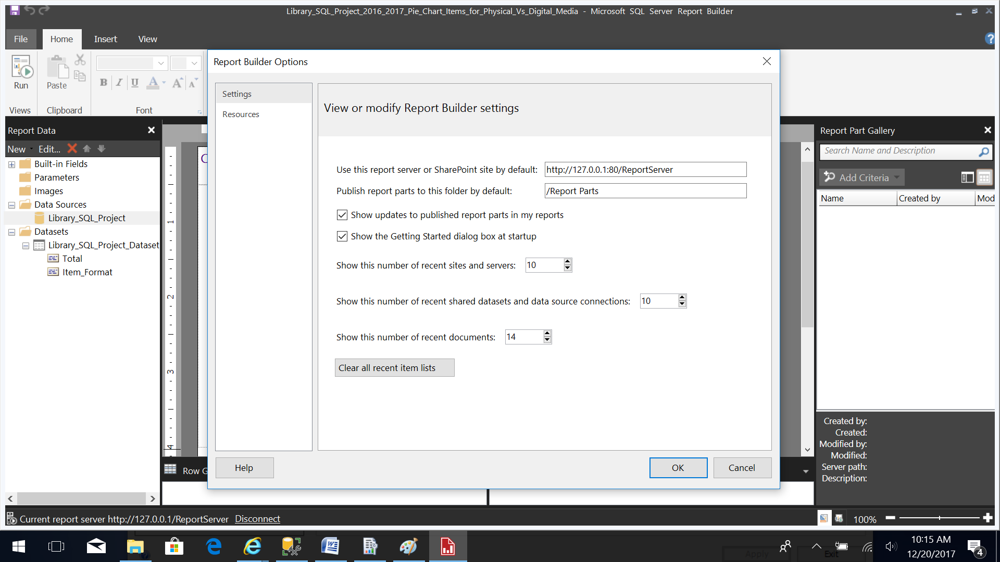 Library_SQL_Project_2016_2017_Pie_Chart_Items_for_Physical_Vs_Digital_Media - Microsoft SQL Server Report Builder
File Home Insert View
?
Run
Paste
B I U A A A
Views Clipboard Font
Report Builder Options
Settings
Resources
View or modify Report Builder settings
Use this report server or SharePoint site by default: http://127.0.0.1:80/ReportServer
Publish report parts to this folder by default: /Report Parts
Show updates to published report parts in my reports
Show the Getting Started dialog box at startup
Show this number of recent sites and servers: 10
Show this number of recent shared datasets and data source connections: 10
Show this number of recent documents: 14
Clear all recent item lists
Help OK Cancel
Report Data
New Edit...
Built-in Fields
Parameters
Images
Data Sources
Library_SQL_Project
Datasets
Library_SQL_Project_Dataset
Total
Item_Format
1
2
3
4
Row G
Report Part Gallery
Search Name and Description
Add Criteria
Name Created by Mod
Created by:
Created:
Modified by:
Modified:
Server path:
Description:
Current report server http://127.0.0.1/ReportServer Disconnect
100%
Apply
Exit
10:15 AM
12/20/2017
4